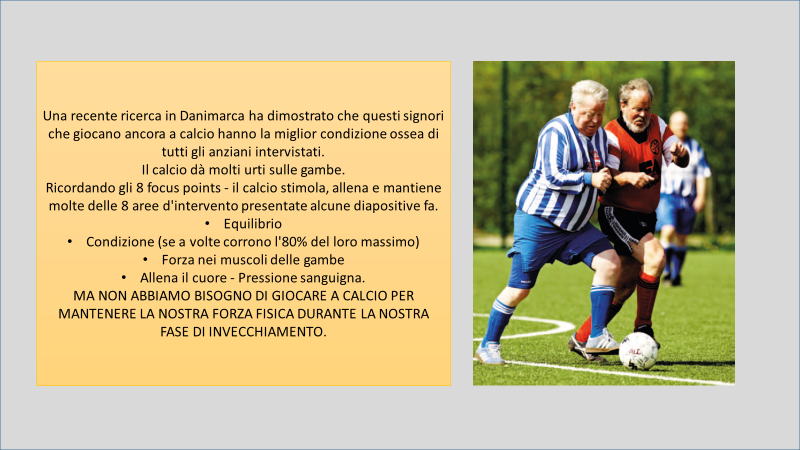 Una recente ricerca in Danimarca ha dimostrato che questi signori
che giocano ancora a calcio hanno la miglior condizione ossea di
tutti gli anziani intervistati.
Il calcio dà molti urti sulle gambe.
Ricordando gli 8 focus points - il calcio stimola, allena e mantiene
molte delle 8 aree d'intervento presentate alcune diapositive fa.
• Equilibrio
• Condizione (se a volte corrono l'80% del loro massimo)
• Forza nei muscoli delle gambe
• Allena il cuore - Pressione sanguigna.
MA NON ABBIAMO BISOGNO DI GIOCARE A CALCIO PER
MANTENERE LA NOSTRA FORZA FISICA DURANTE LA NOSTRA
FASE DI INVECCHIAMENTO.